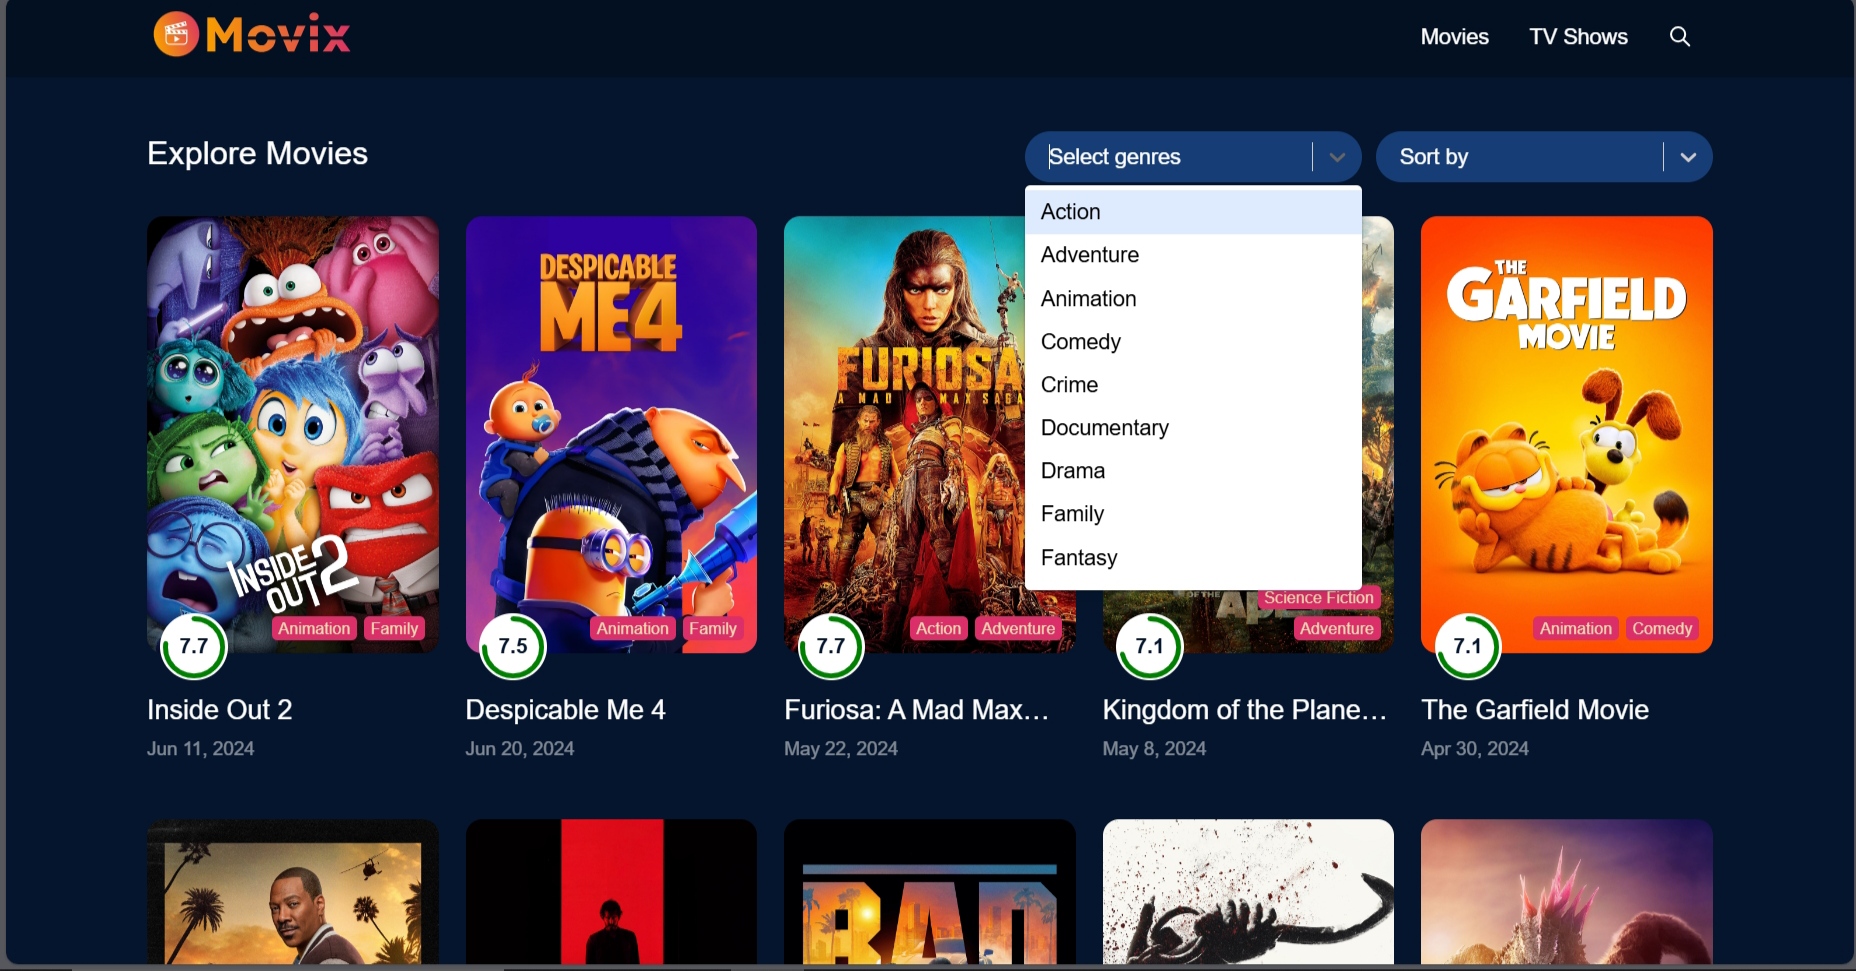 Movix
Movies
TV Shows
Explore Movies
Select genres
Sort by
Action
Adventure
Animation
Comedy
Crime
Documentary
Drama
Family
Fantasy
INSIDE
OUT 2
Animation
Family
7.7
Inside Out 2
Jun 11, 2024
DESPICABLE
ME 4
Animation
Family
7.5
Despicable Me 4
Jun 20, 2024
FURIOSA
A MAD MAX SAGA
Action
Adventure
7.7
Furiosa: A Mad Max…
May 22, 2024
OF THE
Science Fiction
Adventure
7.1
Kingdom of the Plane…
May 8, 2024
THE
GARFIELD
MOVIE
Animation
Comedy
7.1
The Garfield Movie
Apr 30, 2024
BAD